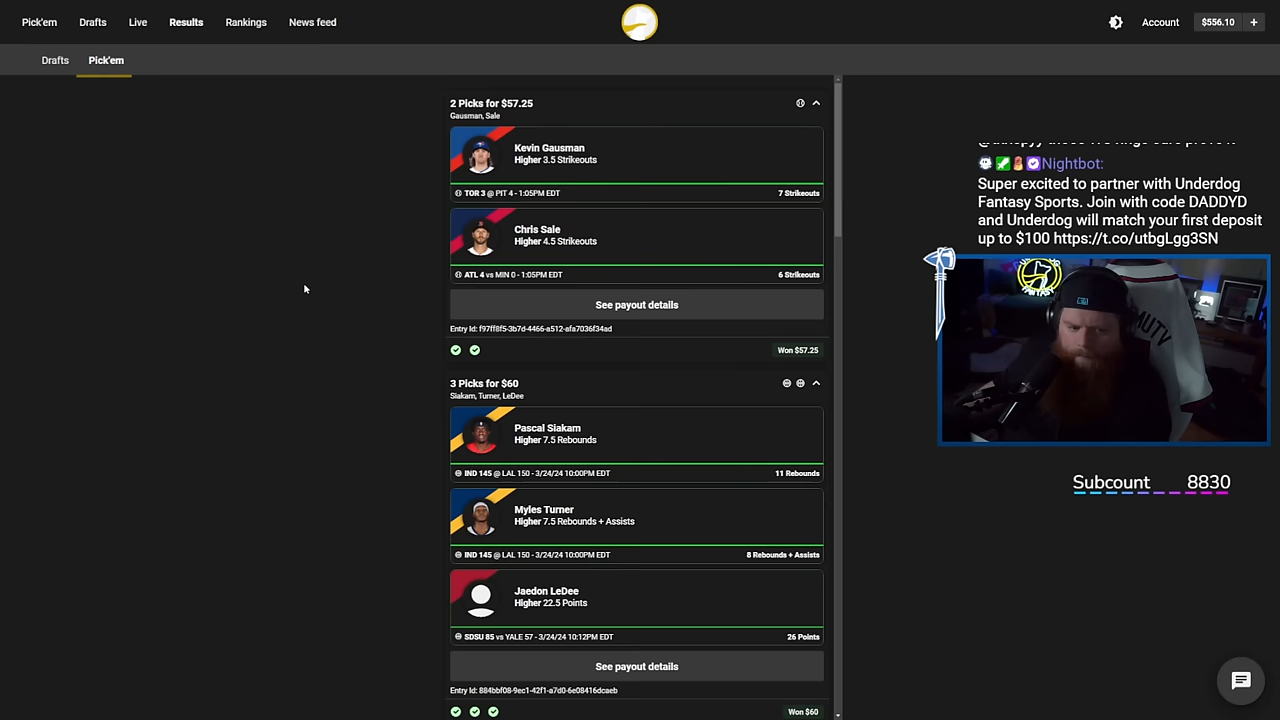 Pick'em
Drafts
Live
Results
Rankings
News feed
Account
$556.10 +
Drafts
Pick'em
2 Picks for $57.25
Gausman, Sale
Kevin Gausman
Higher 3.5 Strikeouts
TOR 3 @ PIT 4 - 1:05PM EDT
7 Strikeouts
Chris Sale
Higher 4.5 Strikeouts
ATL 4 vs MIN 0 - 1:05PM EDT
6 Strikeouts
See payout details
Entry Id: f97ff8f5-3b7d-4466-a512-afa7036f34ad
Won $57.25
3 Picks for $60
Siakam, Turner, LeDee
Pascal Siakam
Higher 7.5 Rebounds
IND 145 @ LAL 150 - 3/24/24 10:00PM EDT
11 Rebounds
Myles Turner
Higher 7.5 Rebounds + Assists
IND 145 @ LAL 150 - 3/24/24 10:00PM EDT
8 Rebounds + Assists
Jaedon LeDee
Higher 22.5 Points
SDSU 85 vs YALE 57 - 3/24/24 10:12PM EDT
26 Points
See payout details
Entry Id: 884bbf08-9ec1-42f1-a7d0-6e08416dcaeb
Won $60
Nightbot:
Super excited to partner with Underdog
Fantasy Sports. Join with code DADDYD
and Underdog will match your first deposit
up to $100 https://t.co/utbgLgg3SN
Subcount 8830